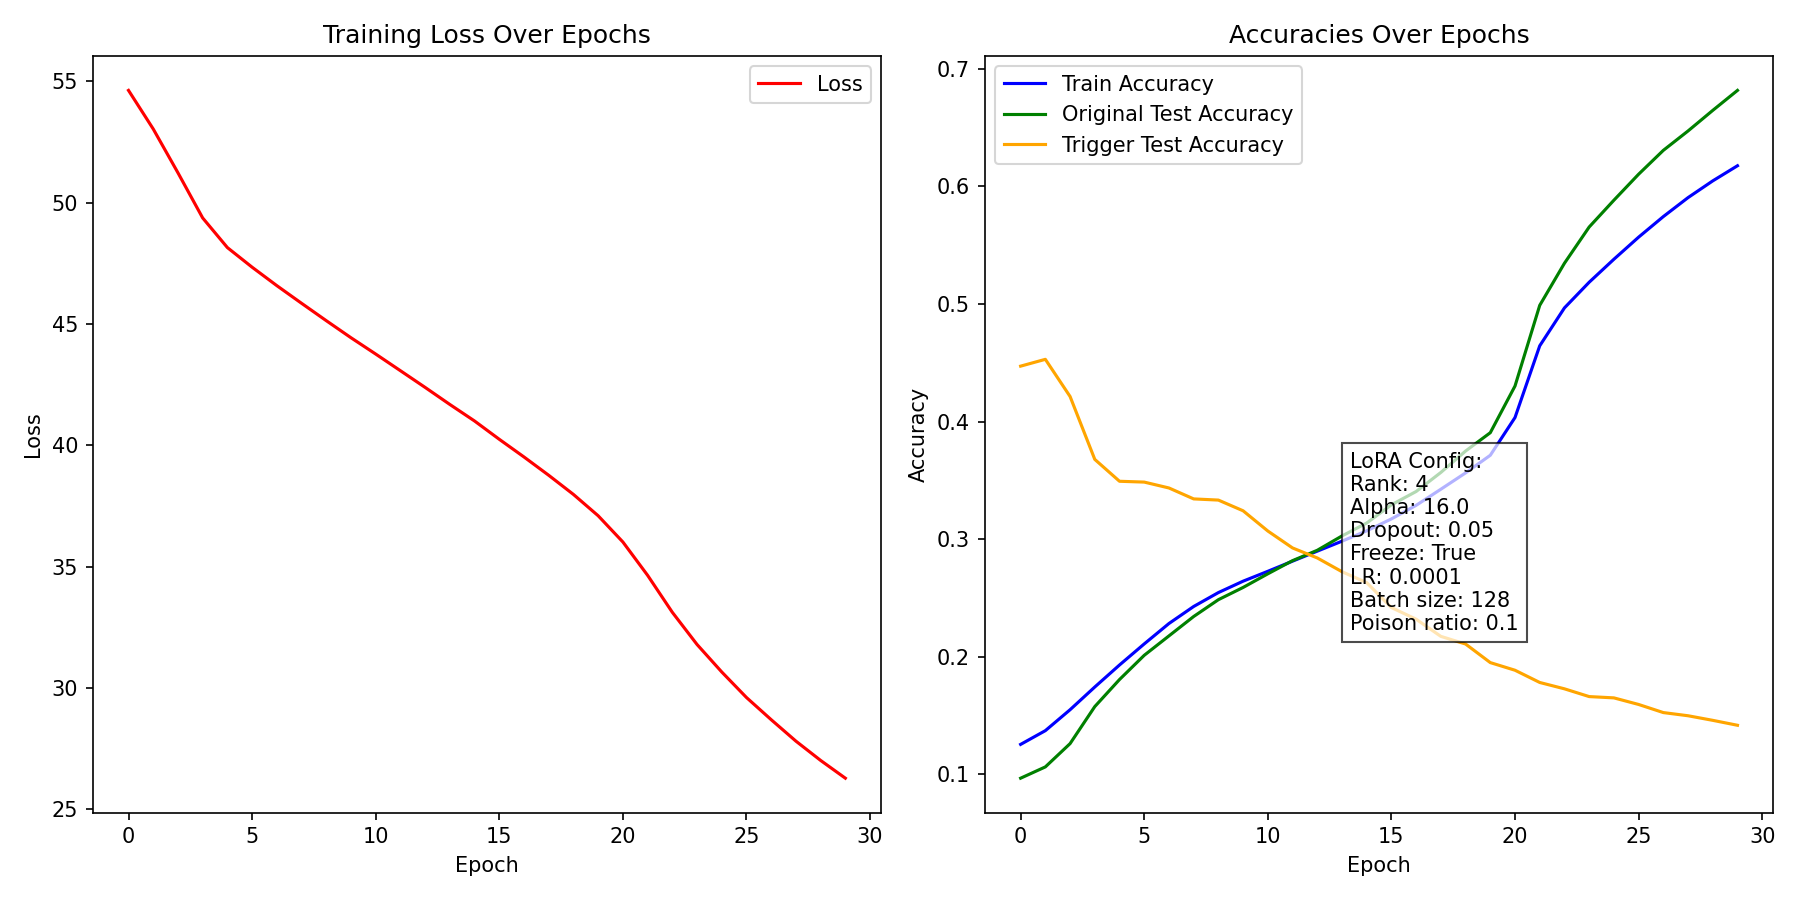 Training Loss Over Epochs
Loss
55
50
45
40
35
30
25
Loss
0 5 10 15 20 25 30
Epoch
Accuracies Over Epochs
Train Accuracy
Original Test Accuracy
Trigger Test Accuracy
0.7
0.6
0.5
0.4
0.3
0.2
0.1
Accuracy
LoRA Config:
Rank: 4
Alpha: 16.0
Dropout: 0.05
Freeze: True
LR: 0.0001
Batch size: 128
Poison ratio: 0.1
0 5 10 15 20 25 30
Epoch